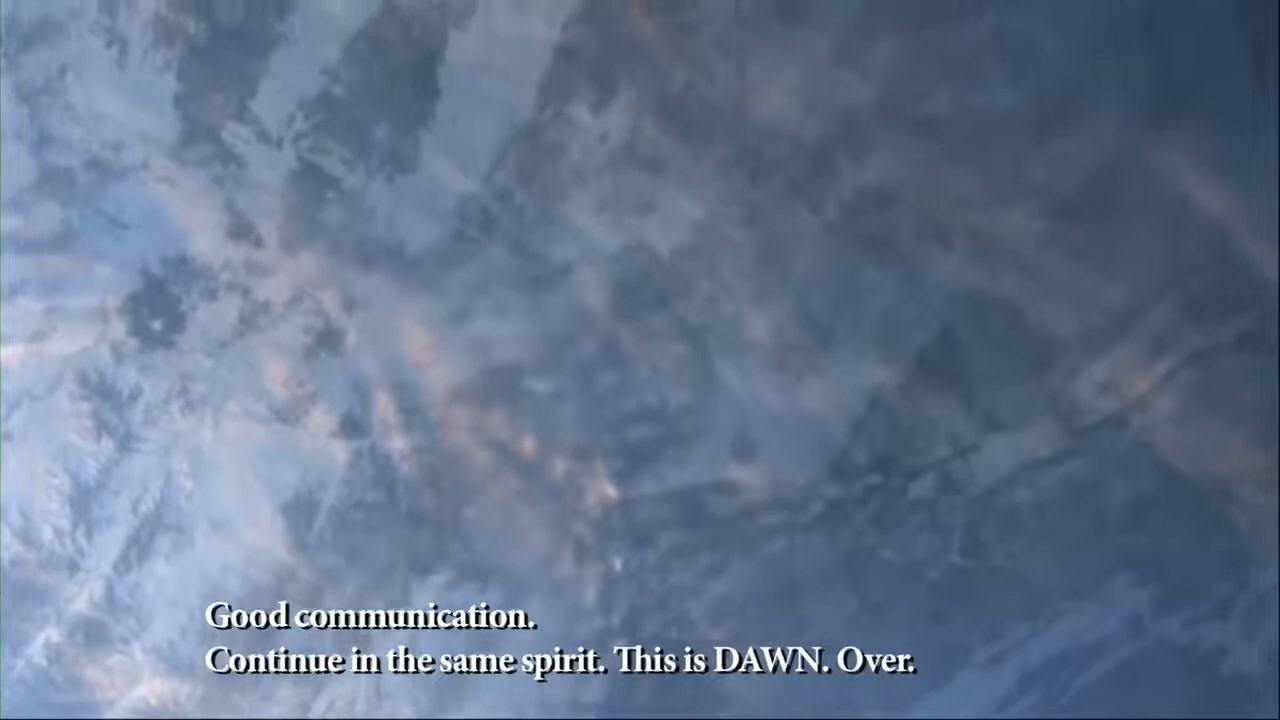 Good communication.
Continue in the same spirit. This is DAWN. Over.